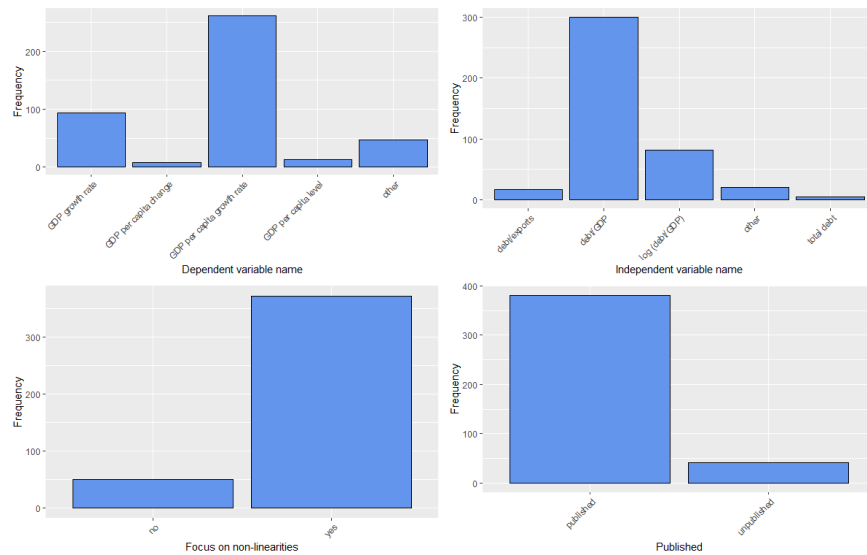 Frequency
200
100
0
GDP growth rate
GDP per capita change
GDP per capita growth rate
GDP per capita level
other
Dependent variable name
Frequency
300
200
100
0
debt/exports
debt/GDP
log (debt/GDP)
other
total debt
Independent variable name
Frequency
300
200
100
0
no
yes
Focus on non-linearities
Frequency
400
300
200
100
0
published
unpublished
Published